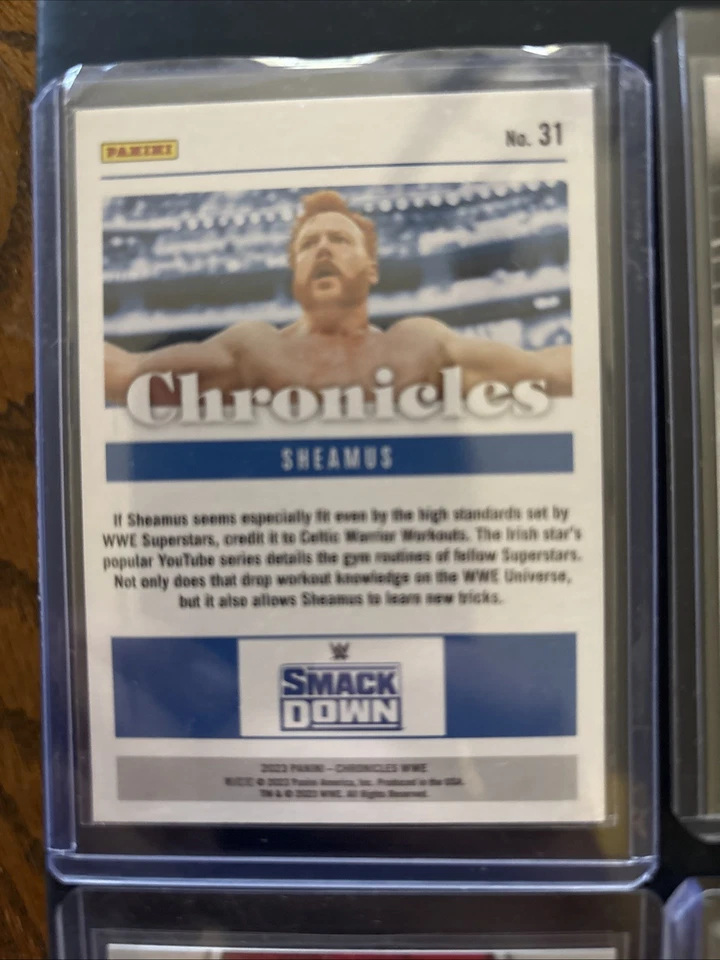 PANINI
No. 31
Chronicles
SHEAMUS
If Sheamus seems especially fit even by the high standards set by
WWE Superstars, credit it to Celtic Warrior Workouts. The Irish star's
popular YouTube series details the gym routines of fellow Superstars.
Not only does that drop workout knowledge on the WWE Universe,
but it also allows Sheamus to learn new tricks.
W
SMACK
DOWN
2023 PANINI – CHRONICLES WWE
© 2023 Panini America, Inc. Produced in the USA.
TM & © 2023 WWE. All Rights Reserved.